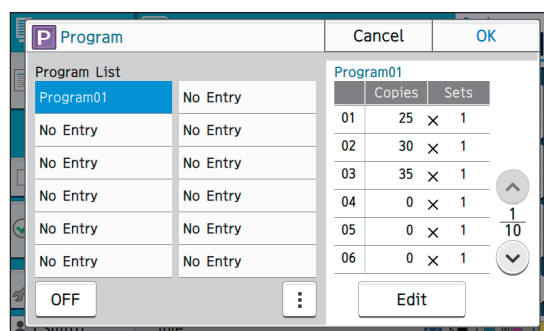 P Program Cancel OK
Program List Program01
Copies Sets
Program01 No Entry 01 25 × 1
No Entry No Entry 02 30 × 1
No Entry No Entry 03 35 × 1
No Entry No Entry 04 0 × 1
No Entry No Entry 05 0 × 1
No Entry No Entry 06 0 × 1
1
10
OFF Edit